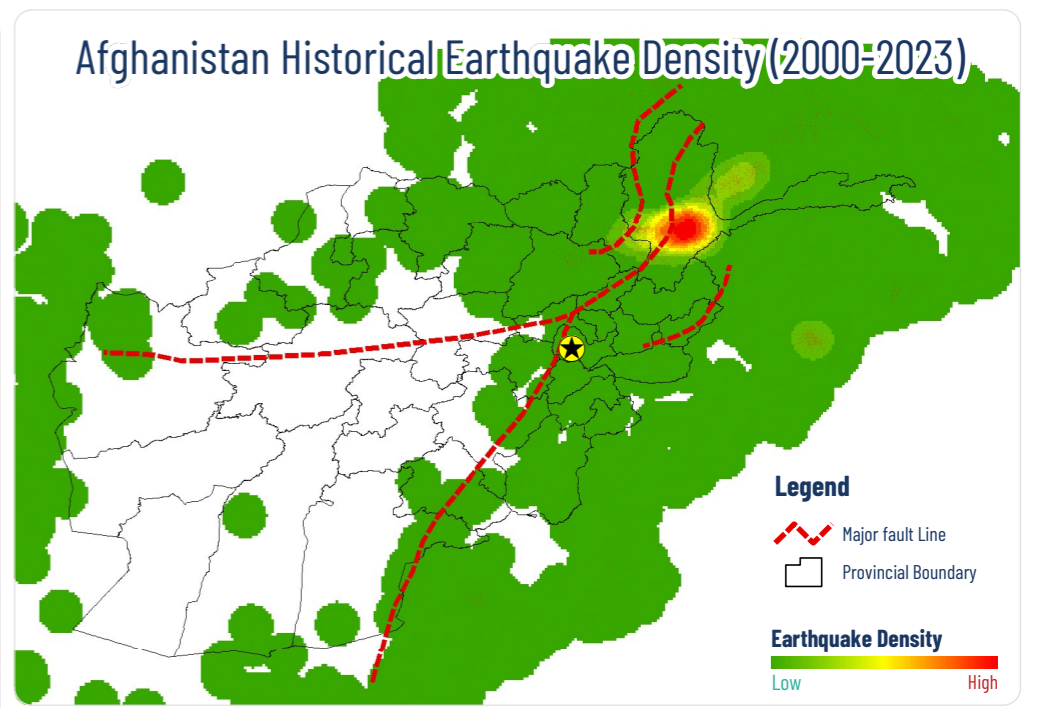 Afghanistan Historical Earthquake Density (2000-2023)
Legend
Major fault Line
Provincial Boundary
Earthquake Density
Low High